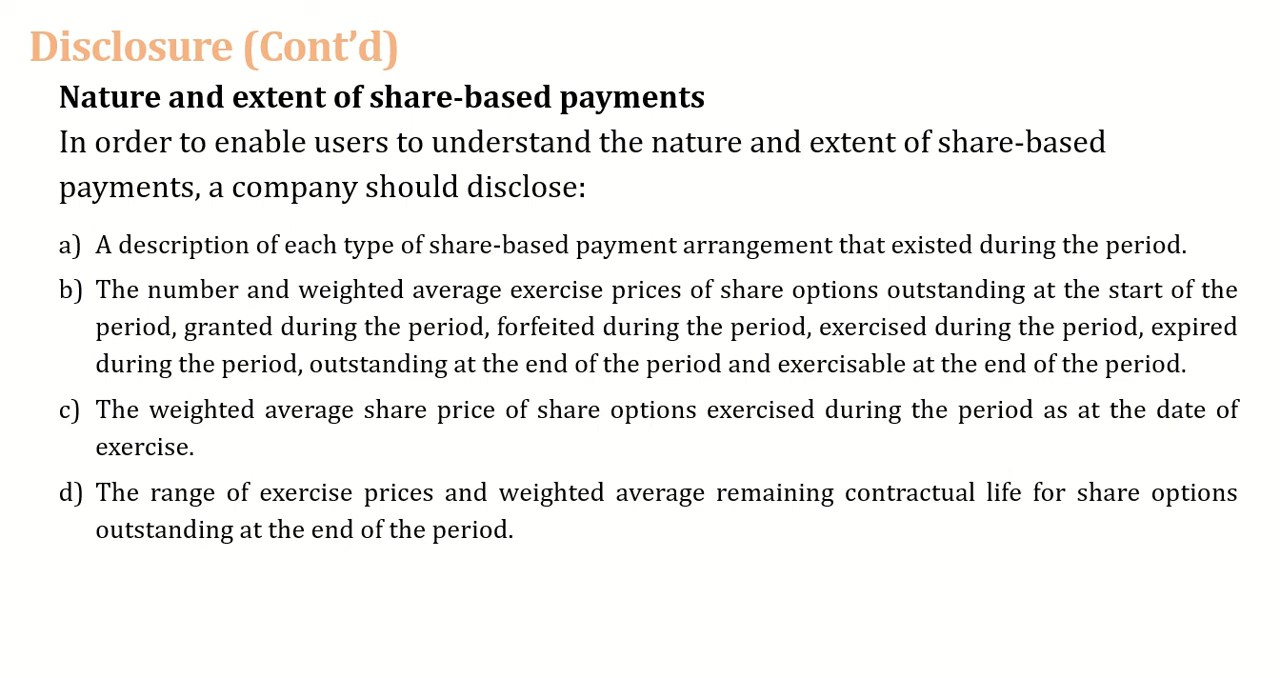 Disclosure (Cont’d)
Nature and extent of share-based payments
In order to enable users to understand the nature and extent of share-based
payments, a company should disclose:
a) A description of each type of share-based payment arrangement that existed during the period.
b) The number and weighted average exercise prices of share options outstanding at the start of the
period, granted during the period, forfeited during the period, exercised during the period, expired
during the period, outstanding at the end of the period and exercisable at the end of the period.
c) The weighted average share price of share options exercised during the period as at the date of
exercise.
d) The range of exercise prices and weighted average remaining contractual life for share options
outstanding at the end of the period.